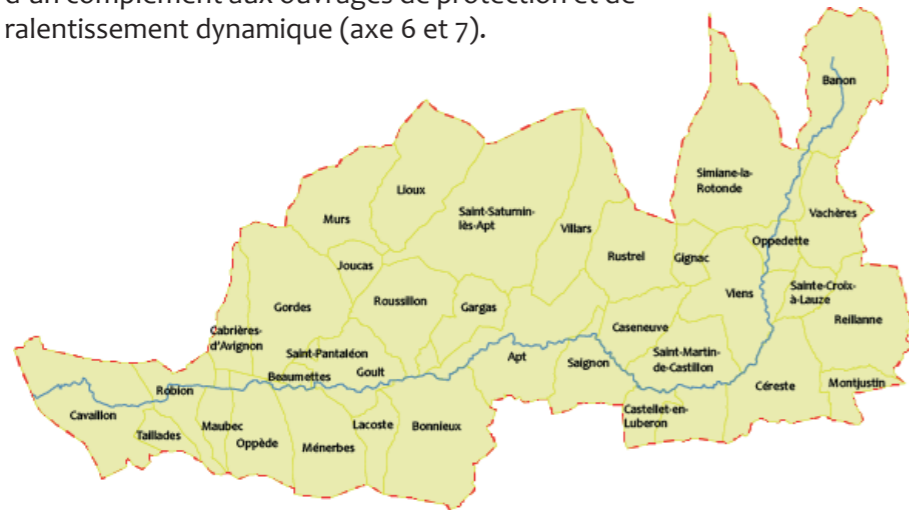 d'un complément aux ouvrages de protection et de
ralentissement dynamique (axe 6 et 7).
Banon
Simiane-la-
Rotonde
Lioux
Saint-Saturnin-
lès-Apt
Vachères
Murs
Villars
Oppedette
Rustrel
Gignac
Joucas
Viens
Sainte-Croix-
à-Lauze
Roussillon
Gargas
Gordes
Reillanne
Caseneuve
Cabrières-
d'Avignon
Saint-Pantaléon
Apt
Saignon
Saint-Martin-
de-Castillon
Goult
Beaumettes
Céreste
Montjustin
Robion
Cavaillon
Castellet-en-
Luberon
Maubec
Lacoste
Bonnieux
Taillades
Oppède
Ménerbes